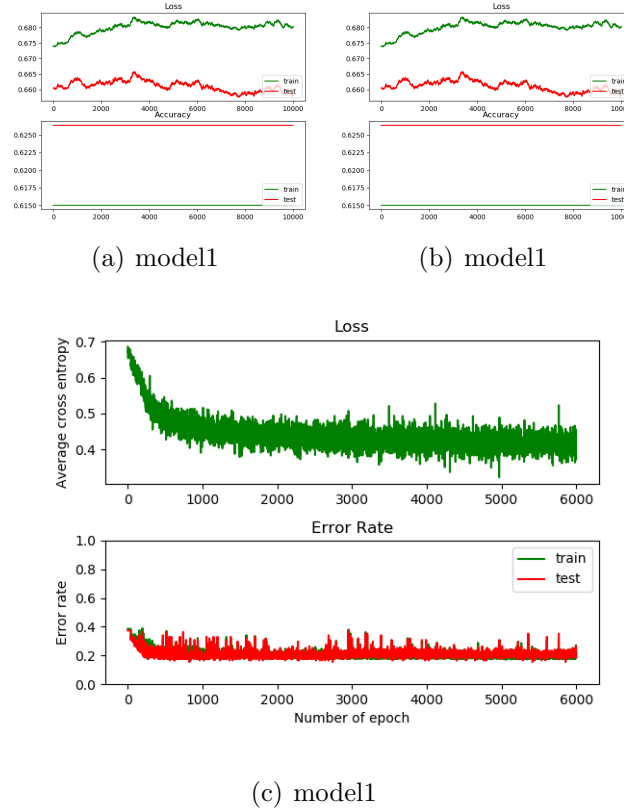 Loss
Loss
0.680
0.675
0.670
0.665
0.660
train
test
0 2000 4000 6000 8000 10000
0.680
0.675
0.670
0.665
0.660
train
test
0 2000 4000 6000 8000 10000
Accuracy
Accuracy
0.6250
0.6225
0.6200
0.6175
0.6150
train
test
0 2000 4000 6000 8000 10000
0.6250
0.6225
0.6200
0.6175
0.6150
train
test
0 2000 4000 6000 8000 10000
(a) model1
(b) model1
Loss
Average cross entropy
0.7
0.6
0.5
0.4
0 1000 2000 3000 4000 5000 6000
Error Rate
Error rate
1.0
0.8
0.6
0.4
0.2
0.0
train
test
0 1000 2000 3000 4000 5000 6000
Number of epoch
(c) model1